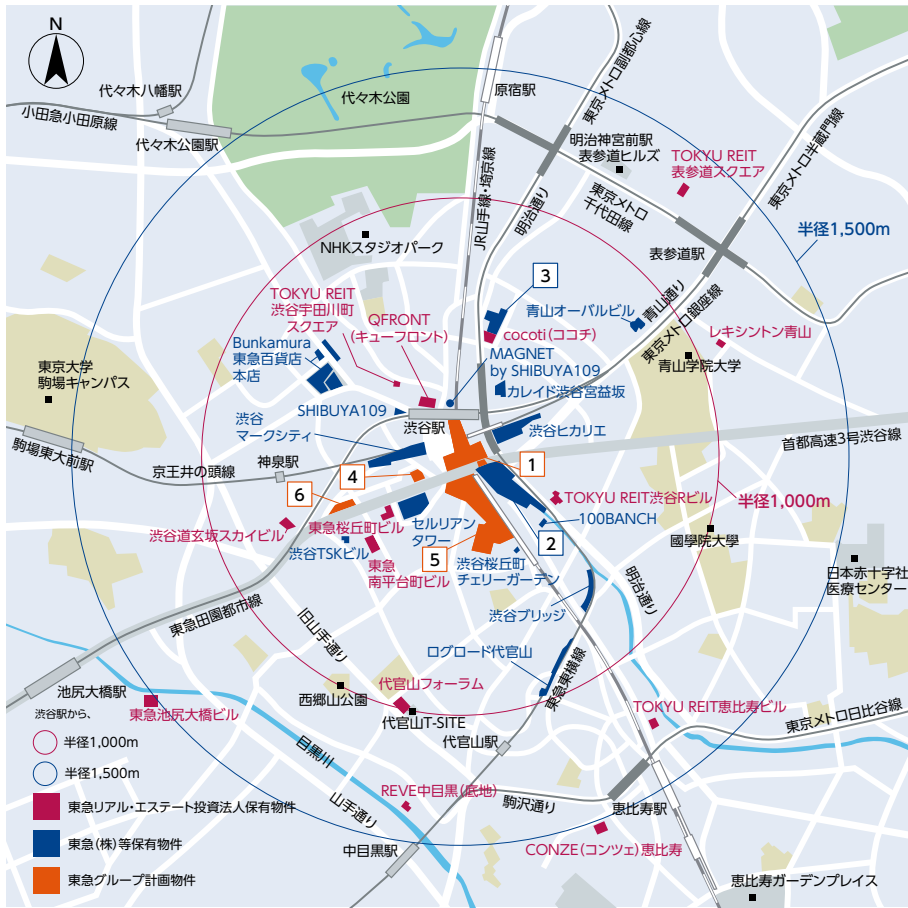 N
代々木八幡駅
小田急小田原線
代々木公園駅
代々木公園
原宿駅
東京メトロ副都心線
明治神宮前駅
表参道ヒルズ
TOKYU REIT
表参道スクエア
東京メトロ半蔵門線
東京メトロ
千代田線
JR山手線・埼京線
明治通り
NHKスタジオパーク
表参道駅
半径1,500m
3
青山オーバルビル
青山通り
東京メトロ銀座線
TOKYU REIT
渋谷宇田川町
スクエア
QFRONT
(キューフロント)
cocoti(ココチ)
レキシントン青山
Bunkamura
東急百貨店
本店
MAGNET
by SHIBUYA109
青山学院大学
東京大学
駒場キャンパス
カレイド渋谷宮益坂
SHIBUYA109
渋谷駅
渋谷
マークシティ
渋谷ヒカリエ
首都高速3号渋谷線
駒場東大前駅
京王井の頭線
神泉駅
4
1
6
TOKYU REIT渋谷Rビル
半径1,000m
渋谷道玄坂スカイビル
東急桜丘町ビル
セルリアン
タワー
100BANCH
國學院大學
渋谷TSKビル
東急
南平台町ビル
5
2
渋谷桜丘町
チェリーガーデン
明治通り
日本赤十字社
医療センター
東急田園都市線
旧山手通り
渋谷ブリッジ
ログロード代官山
東急東横線
池尻大橋駅
西郷山公園
代官山フォーラム
東急池尻大橋ビル
代官山T-SITE
TOKYU REIT恵比寿ビル
東京メトロ日比谷線
代官山駅
渋谷駅から、
半径1,000m
半径1,500m
目黒川
山手通り
REVE中目黒(底地)
駒沢通り
恵比寿駅
東急リアル・エステート投資法人保有物件
東急(株)等保有物件
中目黒駅
CONZE(コンツェ)恵比寿
東急グループ計画物件
恵比寿ガーデンプレイス